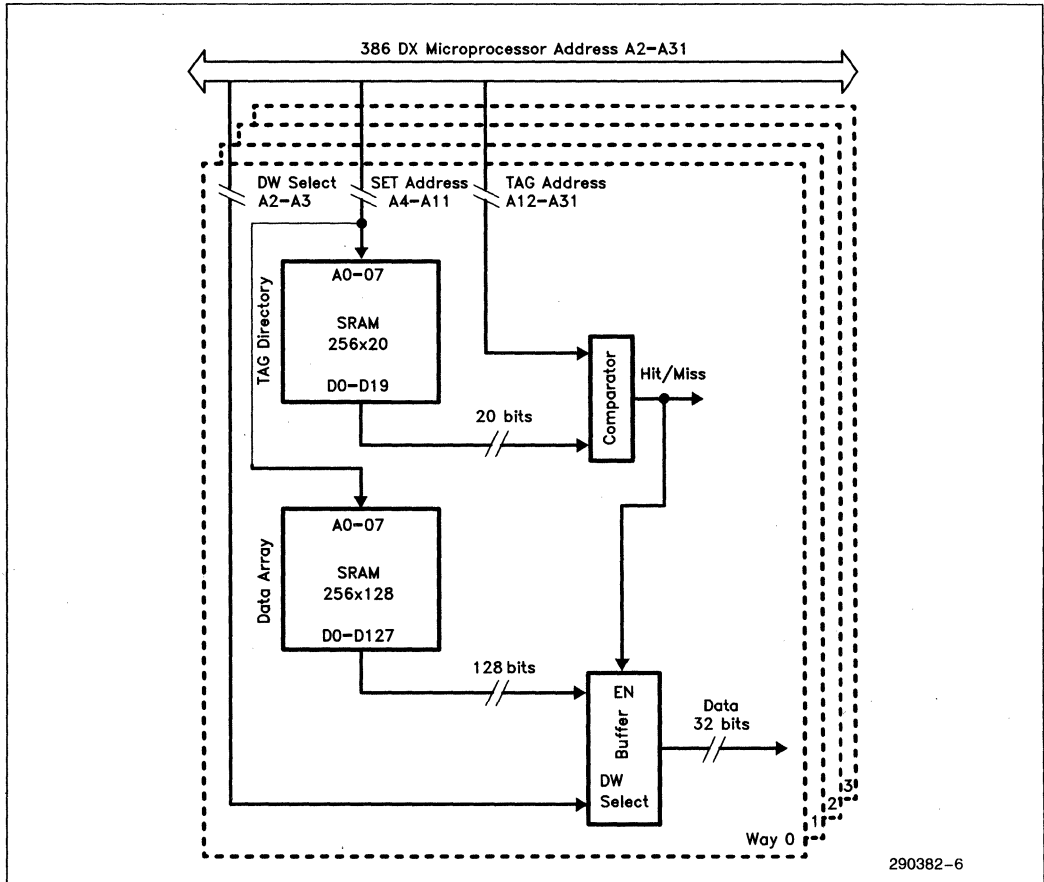 386 DX Microprocessor Address A2-A31
DW Select
A2-A3
SET Address
A4-A11
TAG Address
A12-A31
TAG Directory
A0-07
SRAM
256x20
D0-D19
20 bits
Comparator
Hit/Miss
Data Array
A0-07
SRAM
256x128
D0-D127
128 bits
EN
Buffer
DW
Select
Data
32 bits
Way 0
1
2
3
290382-6